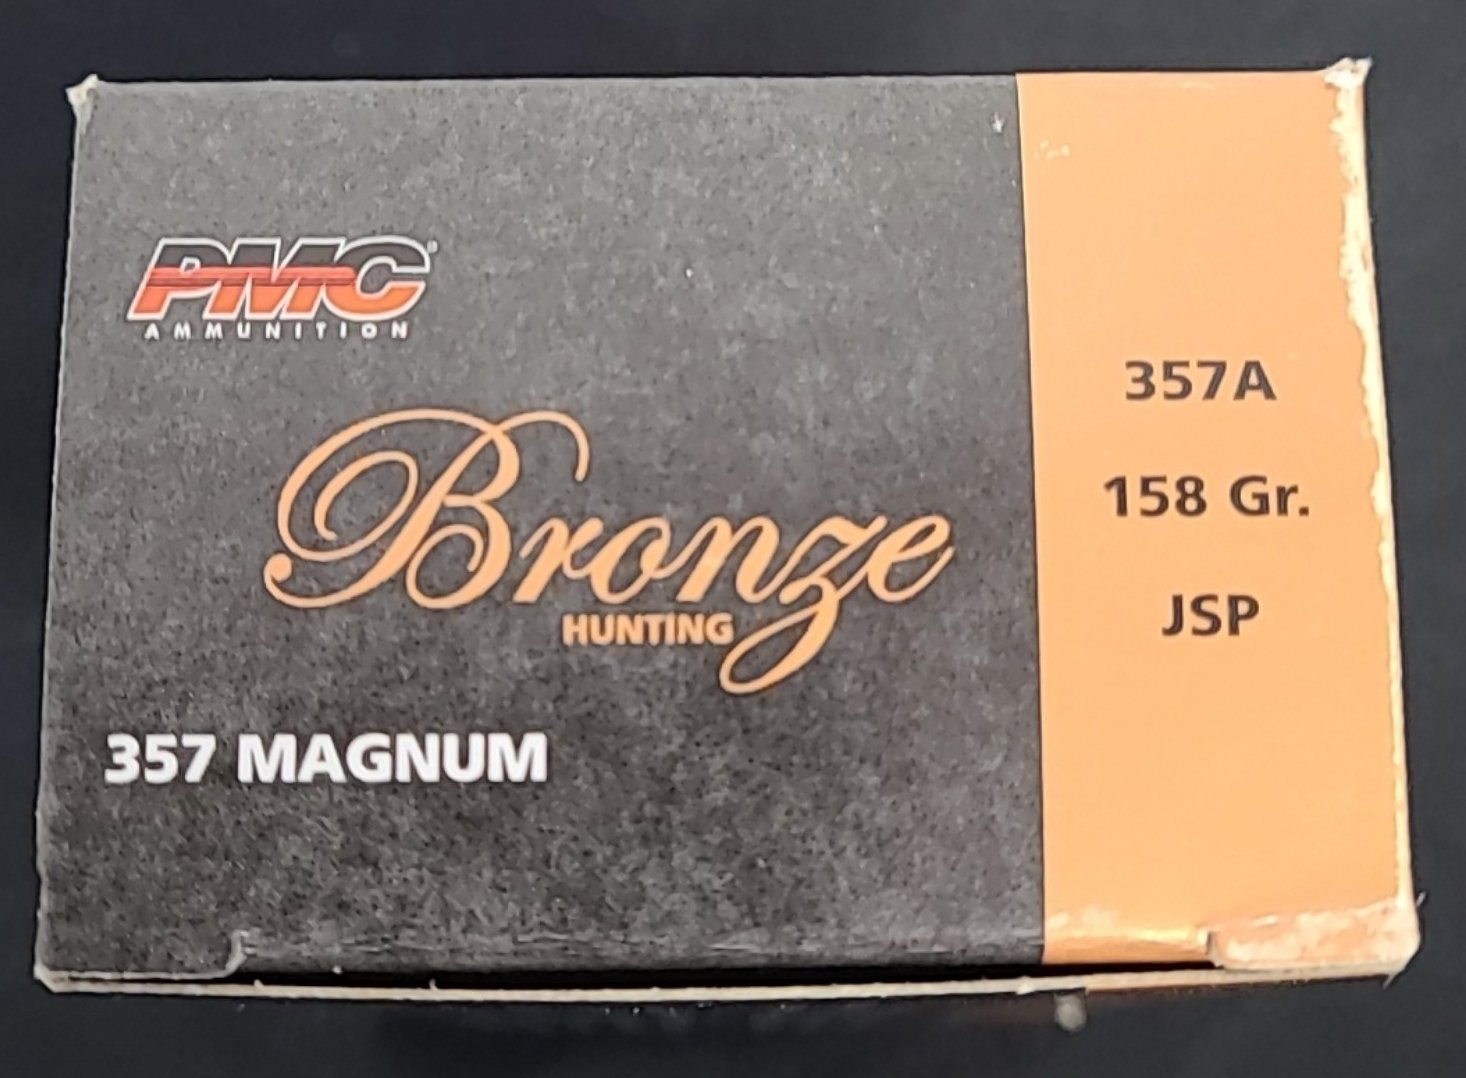 PMC®
AMMUNITION
Bronze
HUNTING
357 MAGNUM
357A
158 Gr.
JSP